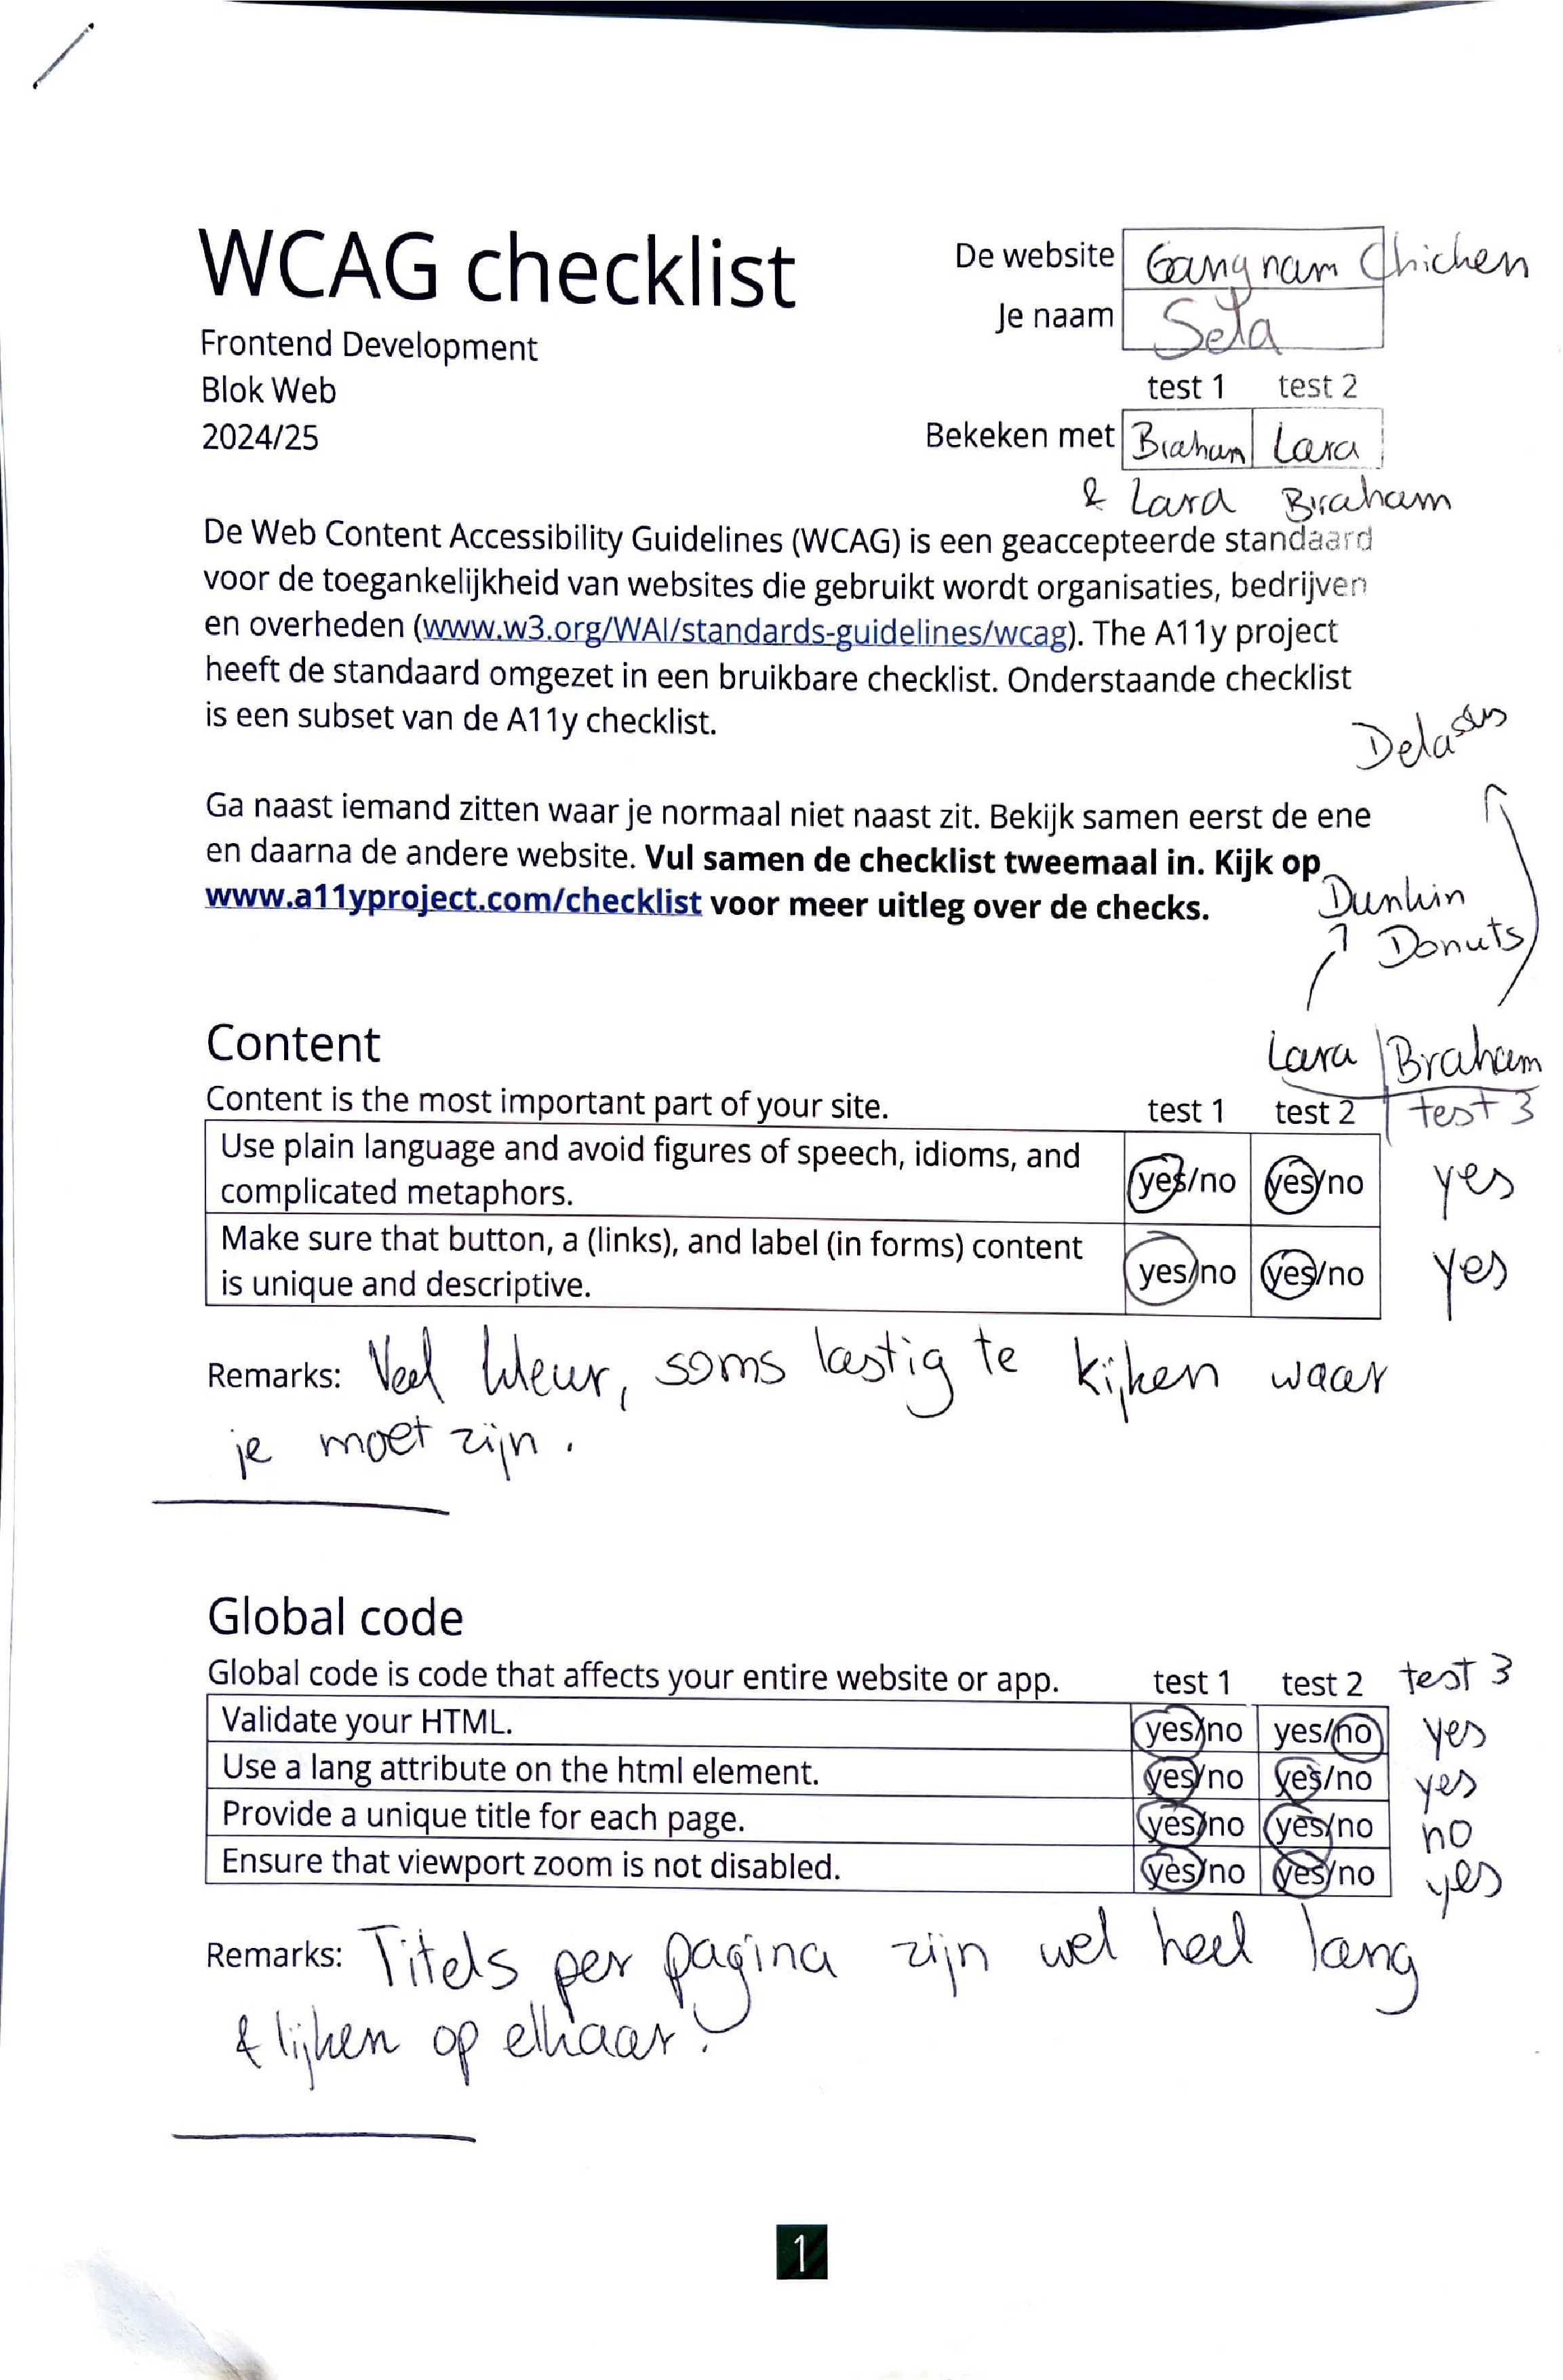 WCAG checklist
De website Gangnam Chicken
Je naam Seta
Frontend Development
Blok Web
2024/25
test 1 test 2
Bekeken met Braham Lara
& Lara Braham
De Web Content Accessibility Guidelines (WCAG) is een geaccepteerde standaard
voor de toegankelijkheid van websites die gebruikt wordt organisaties, bedrijven
en overheden (www.w3.org/WAI/standards-guidelines/wcag). The A11y project
heeft de standaard omgezet in een bruikbare checklist. Onderstaande checklist
is een subset van de A11y checklist.
Ga naast iemand zitten waar je normaal niet naast zit. Bekijk samen eerst de ene
en daarna de andere website. Vul samen de checklist tweemaal in. Kijk op
www.a11yproject.com/checklist voor meer uitleg over de checks.
Dunkin
Donuts
Lara Braham
Content
Content is the most important part of your site. test 1 test 2 test 3
Use plain language and avoid figures of speech, idioms, and
complicated metaphors. yes/no yes/no yes
Make sure that button, a (links), and label (in forms) content
is unique and descriptive. yes/no yes/no yes
Remarks: Veel kleur, soms lastig te kijken waar
je moet zijn.
Global code
Global code is code that affects your entire website or app. test 1 test 2 test 3
Validate your HTML. yes/no yes/no yes
Use a lang attribute on the html element. yes/no yes/no yes
Provide a unique title for each page. yes/no yes/no no
Ensure that viewport zoom is not disabled. yes/no yes/no yes
Remarks: Titels per pagina zijn wel heel lang
& lijken op elkaar.
1